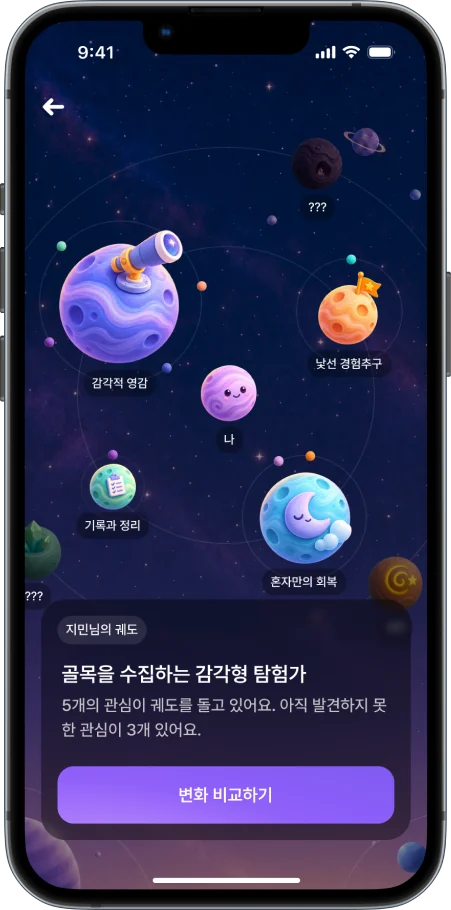 9:41
???
낯선 경험추구
감각적 영감
나
기록과 정리
혼자만의 회복
???
지민님의 궤도
골목을 수집하는 감각형 탐험가
5개의 관심이 궤도를 돌고 있어요. 아직 발견하지 못
한 관심이 3개 있어요.
변화 비교하기